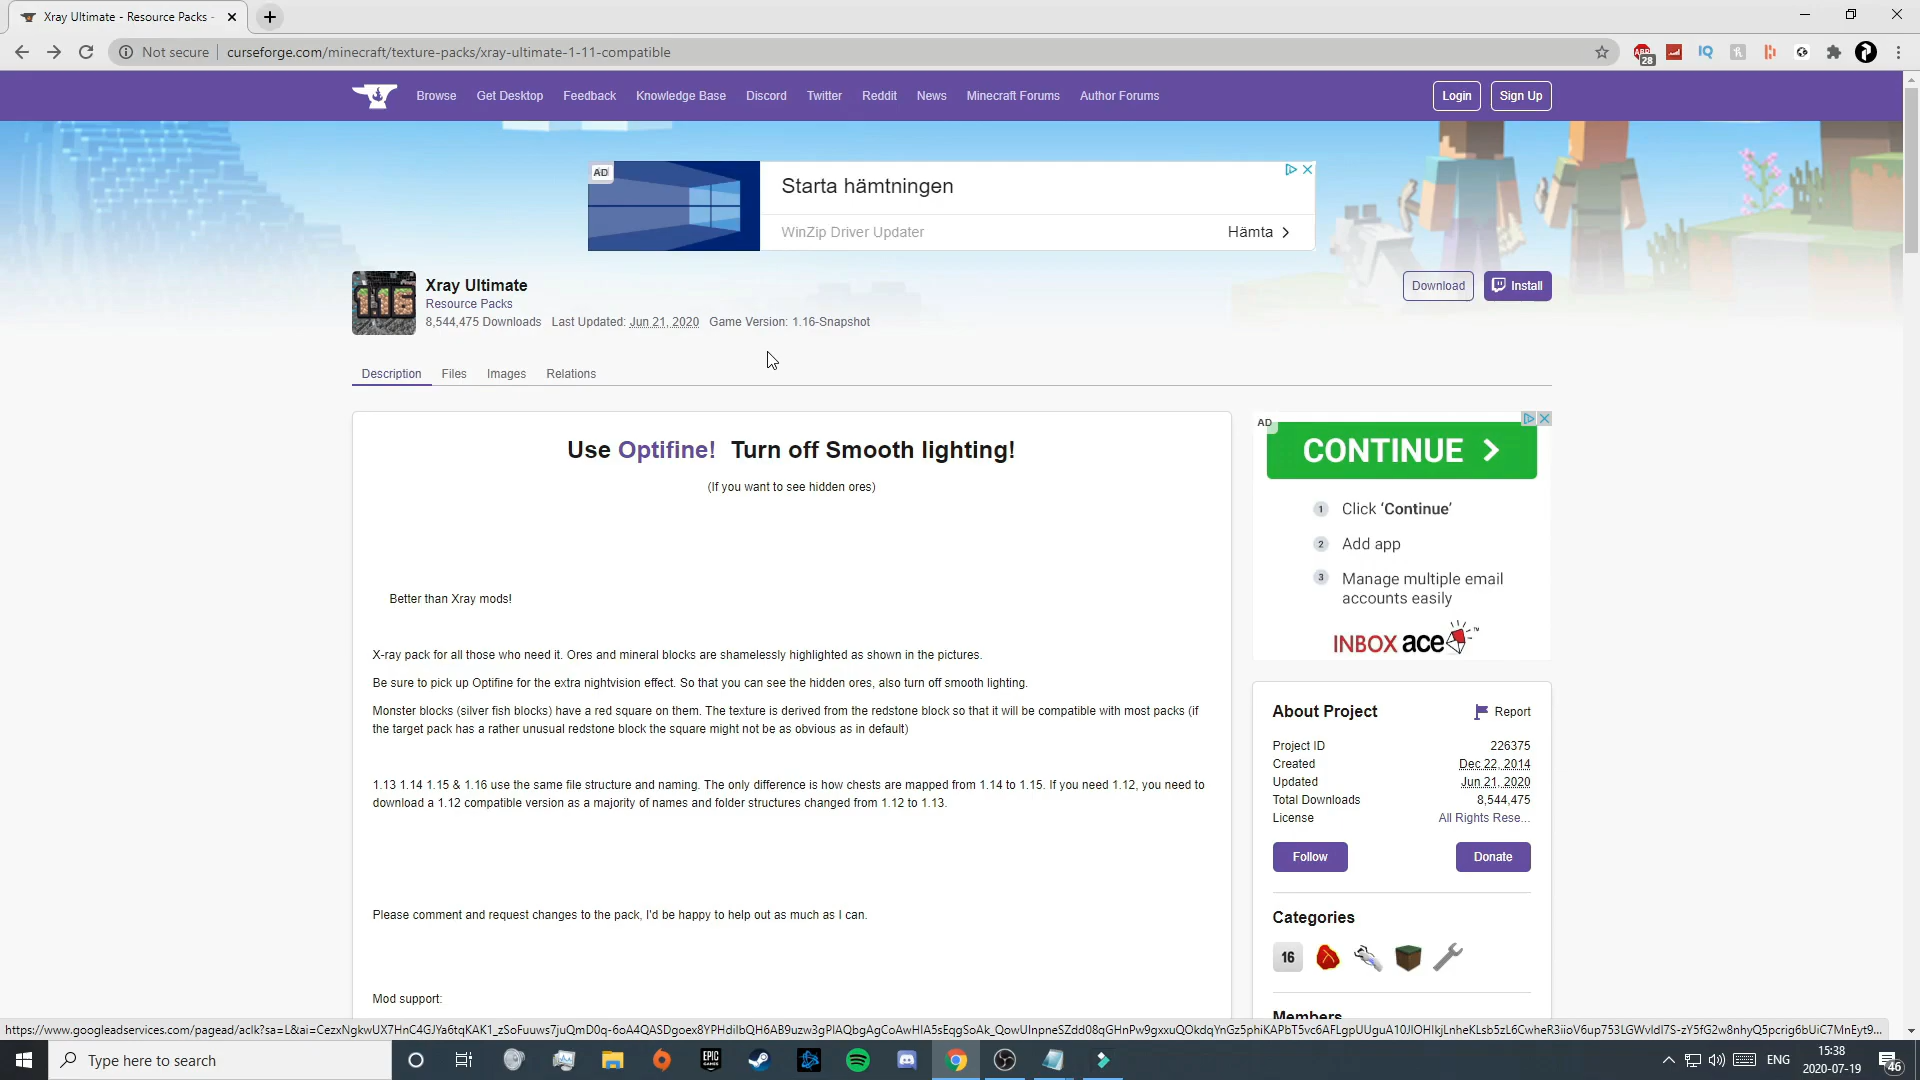 Xray Ultimate - Resource Packs -
Not secure
curseforge.com/minecraft/texture-packs/xray-ultimate-1-11-compatible
28
Browse Get Desktop Feedback Knowledge Base Discord Twitter Reddit News Minecraft Forums Author Forums
Login Sign Up
AD
Starta hämtningen
WinZip Driver Updater
Hämta
1.16
Xray Ultimate
Resource Packs
8,544,475 Downloads Last Updated: Jun 21, 2020 Game Version: 1.16-Snapshot
Download Install
Description Files Images Relations
Use Optifine! Turn off Smooth lighting!
(If you want to see hidden ores)
Better than Xray mods!
X-ray pack for all those who need it. Ores and mineral blocks are shamelessly highlighted as shown in the pictures.
Be sure to pick up Optifine for the extra nightvision effect. So that you can see the hidden ores, also turn off smooth lighting.
Monster blocks (silver fish blocks) have a red square on them. The texture is derived from the redstone block so that it will be compatible with most packs (if
the target pack has a rather unusual redstone block the square might not be as obvious as in default)
1.13 1.14 1.15 & 1.16 use the same file structure and naming. The only difference is how chests are mapped from 1.14 to 1.15. If you need 1.12, you need to
download a 1.12 compatible version as a majority of names and folder structures changed from 1.12 to 1.13.
Please comment and request changes to the pack, I'd be happy to help out as much as I can.
Mod support:
AD
CONTINUE
1 Click 'Continue'
2 Add app
3 Manage multiple email
accounts easily
INBOX ace™
About Project
Report
Project ID 226375
Created Dec 22, 2014
Updated Jun 21, 2020
Total Downloads 8,544,475
License All Rights Rese...
Follow Donate
Categories
16
Members
Type here to search
EPIC
GAMES
ENG
15:38
2020-07-19
46